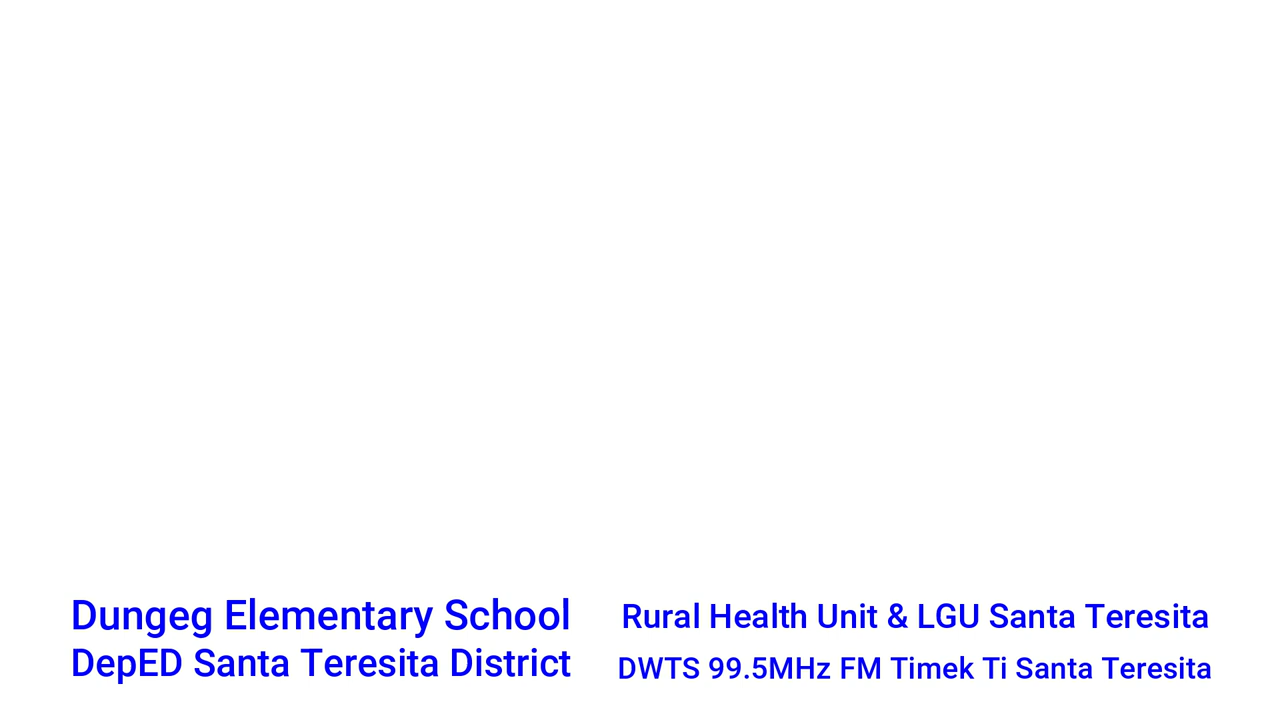 Dungeg Elementary School
DepED Santa Teresita District
Rural Health Unit & LGU Santa Teresita
DWTS 99.5MHz FM Timek Ti Santa Teresita